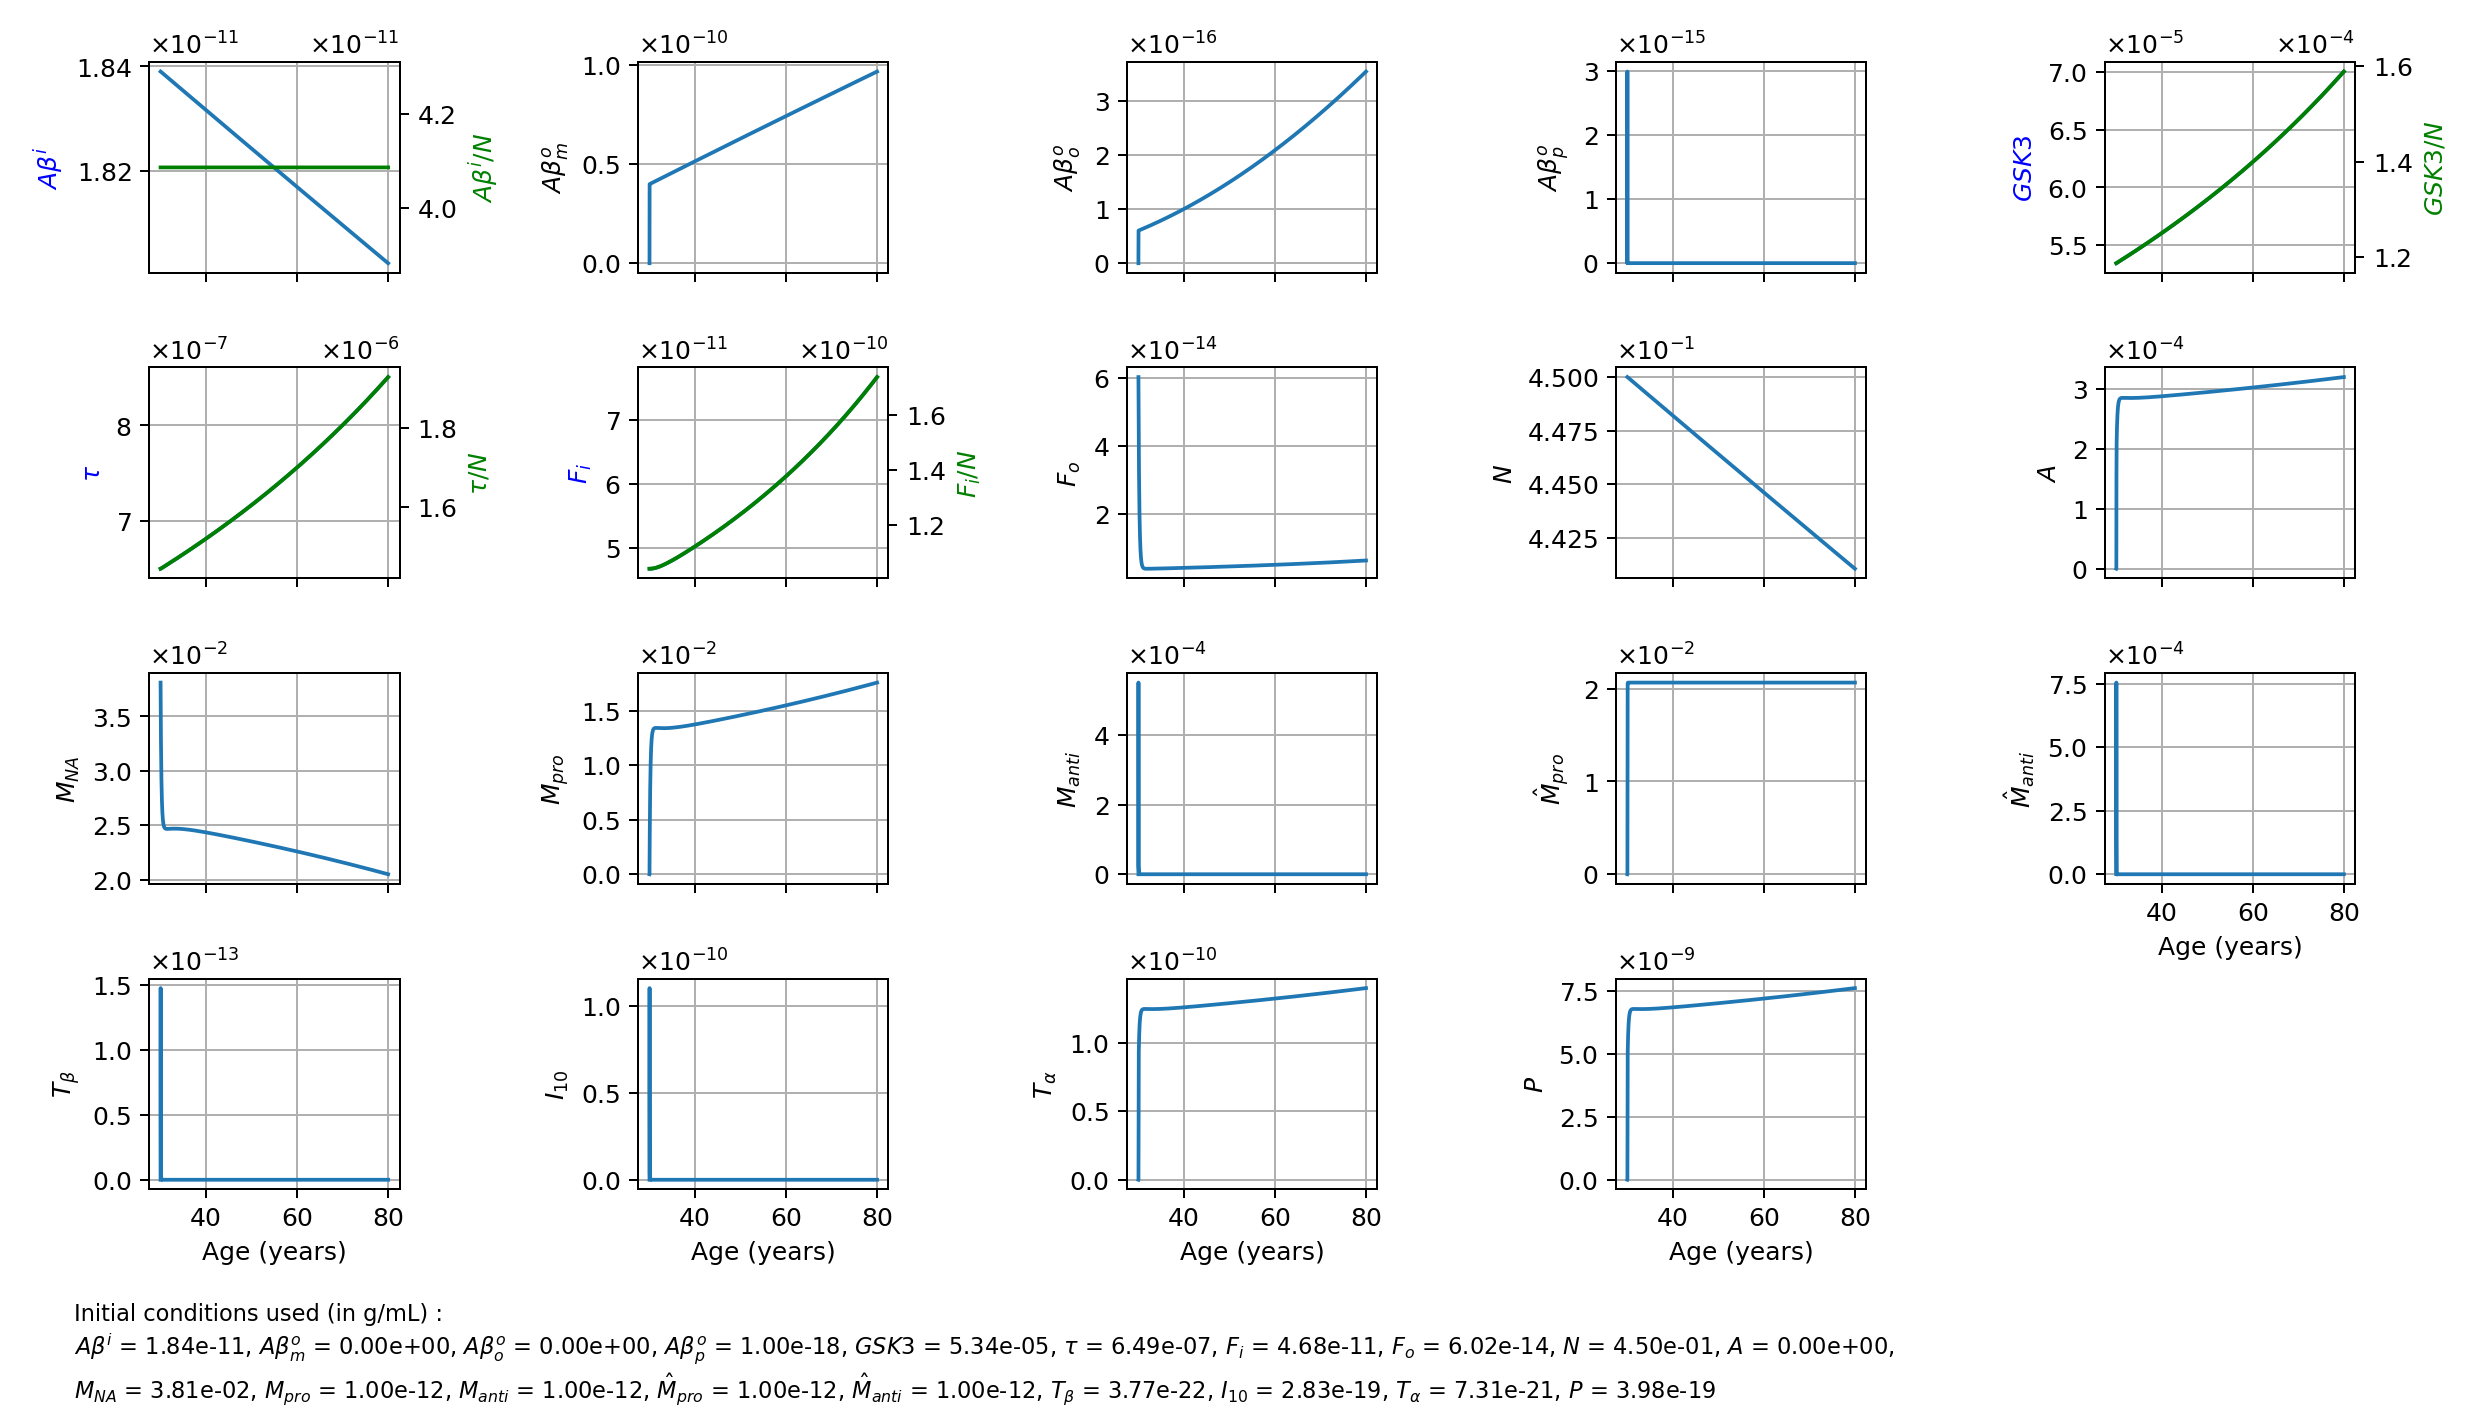 ×10⁻¹¹ ×10⁻¹¹ ×10⁻¹⁰ ×10⁻¹⁶ ×10⁻¹⁵ ×10⁻⁵ ×10⁻⁴
Aβⁱ 1.84 1.82 4.2 4.0 Aβⁱ/N
Aβₘᵒ 1.0 0.5 0.0
Aβₒᵒ 3 2 1 0
Aβₚᵒ 3 2 1 0
GSK3 7.0 6.5 6.0 5.5 1.6 1.4 1.2 GSK3/N
×10⁻⁷ ×10⁻⁶ ×10⁻¹¹ ×10⁻¹⁰ ×10⁻¹⁴ ×10⁻¹ ×10⁻⁴
τ 8 7 1.8 1.6 τ/N
Fᵢ 7 6 5 1.6 1.4 1.2 Fᵢ/N
Fₒ 6 4 2
N 4.500 4.475 4.450 4.425
A 3 2 1 0
×10⁻² ×10⁻² ×10⁻⁴ ×10⁻² ×10⁻⁴
M_NA 3.5 3.0 2.5 2.0
M_pro 1.5 1.0 0.5 0.0
M_anti 4 2 0
M̂_pro 2 1 0
M̂_anti 7.5 5.0 2.5 0.0
40 60 80
Age (years)
×10⁻¹³ ×10⁻¹⁰ ×10⁻¹⁰ ×10⁻⁹
T_β 1.5 1.0 0.5 0.0
I₁₀ 1.0 0.5 0.0
T_α 1.0 0.5 0.0
P 7.5 5.0 2.5 0.0
40 60 80 40 60 80 40 60 80 40 60 80
Age (years) Age (years) Age (years) Age (years)
Initial conditions used (in g/mL) :
Aβⁱ = 1.84e-11, Aβₘᵒ = 0.00e+00, Aβₒᵒ = 0.00e+00, Aβₚᵒ = 1.00e-18, GSK3 = 5.34e-05, τ = 6.49e-07, Fᵢ = 4.68e-11, Fₒ = 6.02e-14, N = 4.50e-01, A = 0.00e+00,
M_NA = 3.81e-02, M_pro = 1.00e-12, M_anti = 1.00e-12, M̂_pro = 1.00e-12, M̂_anti = 1.00e-12, T_β = 3.77e-22, I₁₀ = 2.83e-19, T_α = 7.31e-21, P = 3.98e-19